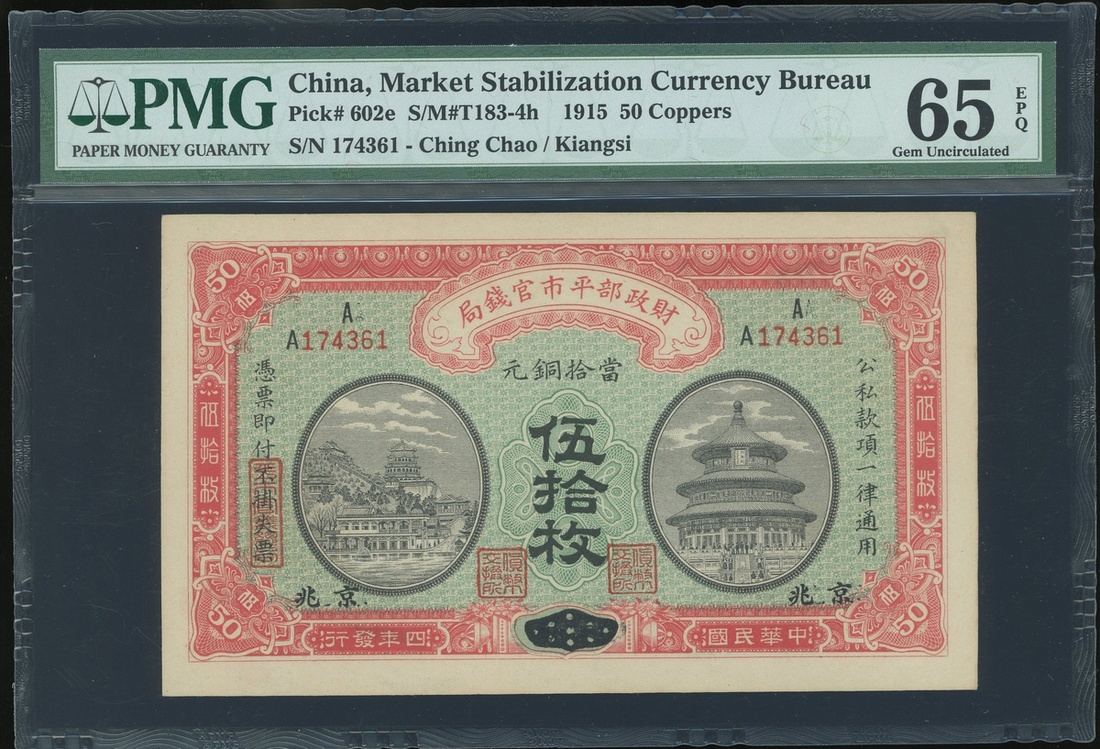 PMG
PAPER MONEY GUARANTY
China, Market Stabilization Currency Bureau
Pick# 602e S/M#T183-4h 1915 50 Coppers
S/N 174361 - Ching Chao / Kiangsi
65 EPQ
Gem Uncirculated
50
50
局錢官市平部政財
A
A174361
A
A174361
元銅拾當
公私款項一律通用
伍拾枚
憑票即付
伍拾枚
伍拾枚
兆京
兆京
50
50
行發年四
國民華中